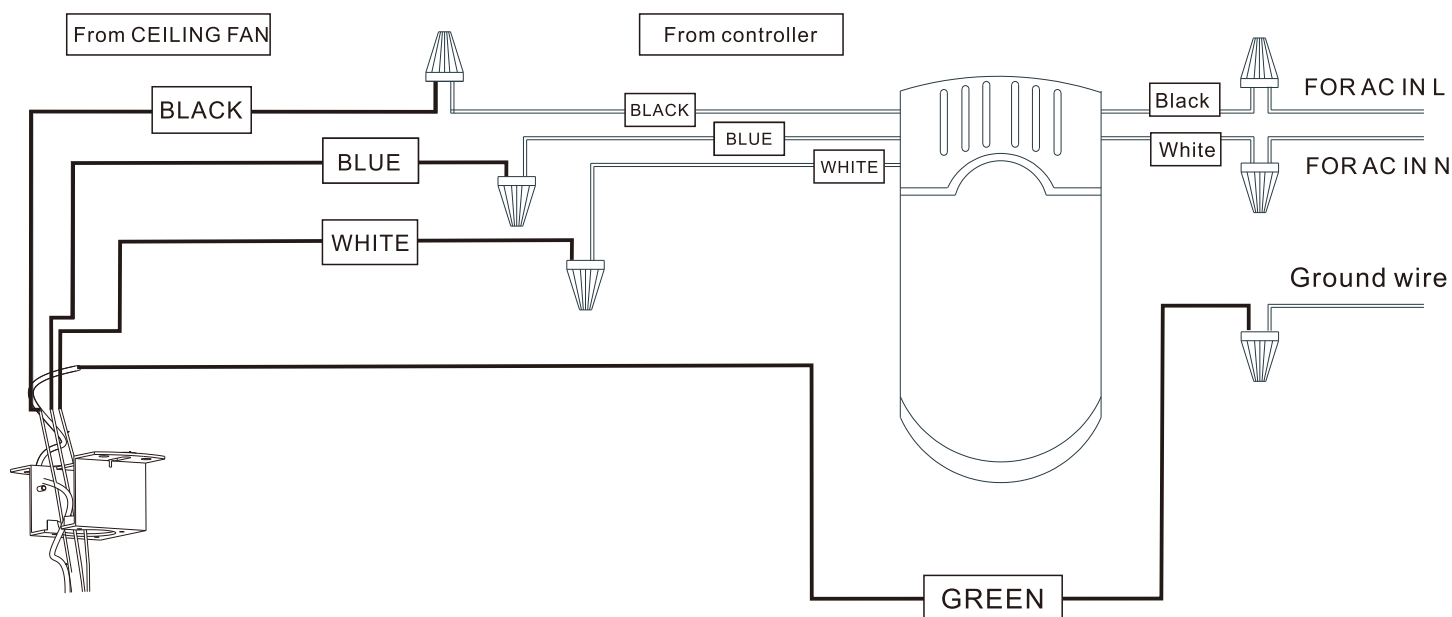 From CEILING FAN
From controller
BLACK
BLACK
Black
FOR AC IN L
BLUE
BLUE
White
FOR AC IN N
WHITE
WHITE
Ground wire
GREEN